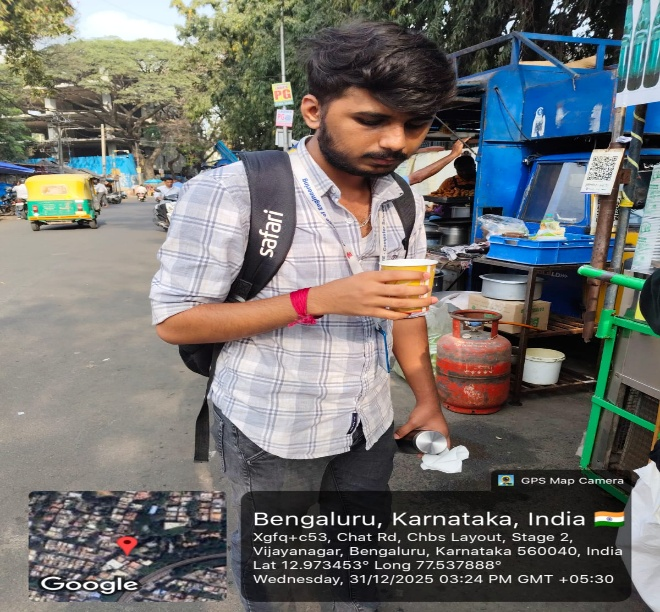 PG
safari
of Engineering
GPS Map Camera
Bengaluru, Karnataka, India
Xgfq+c53, Chat Rd, Chbs Layout, Stage 2,
Vijayanagar, Bengaluru, Karnataka 560040, India
Lat 12.973453° Long 77.537888°
Wednesday, 31/12/2025 03:24 PM GMT +05:30
Google